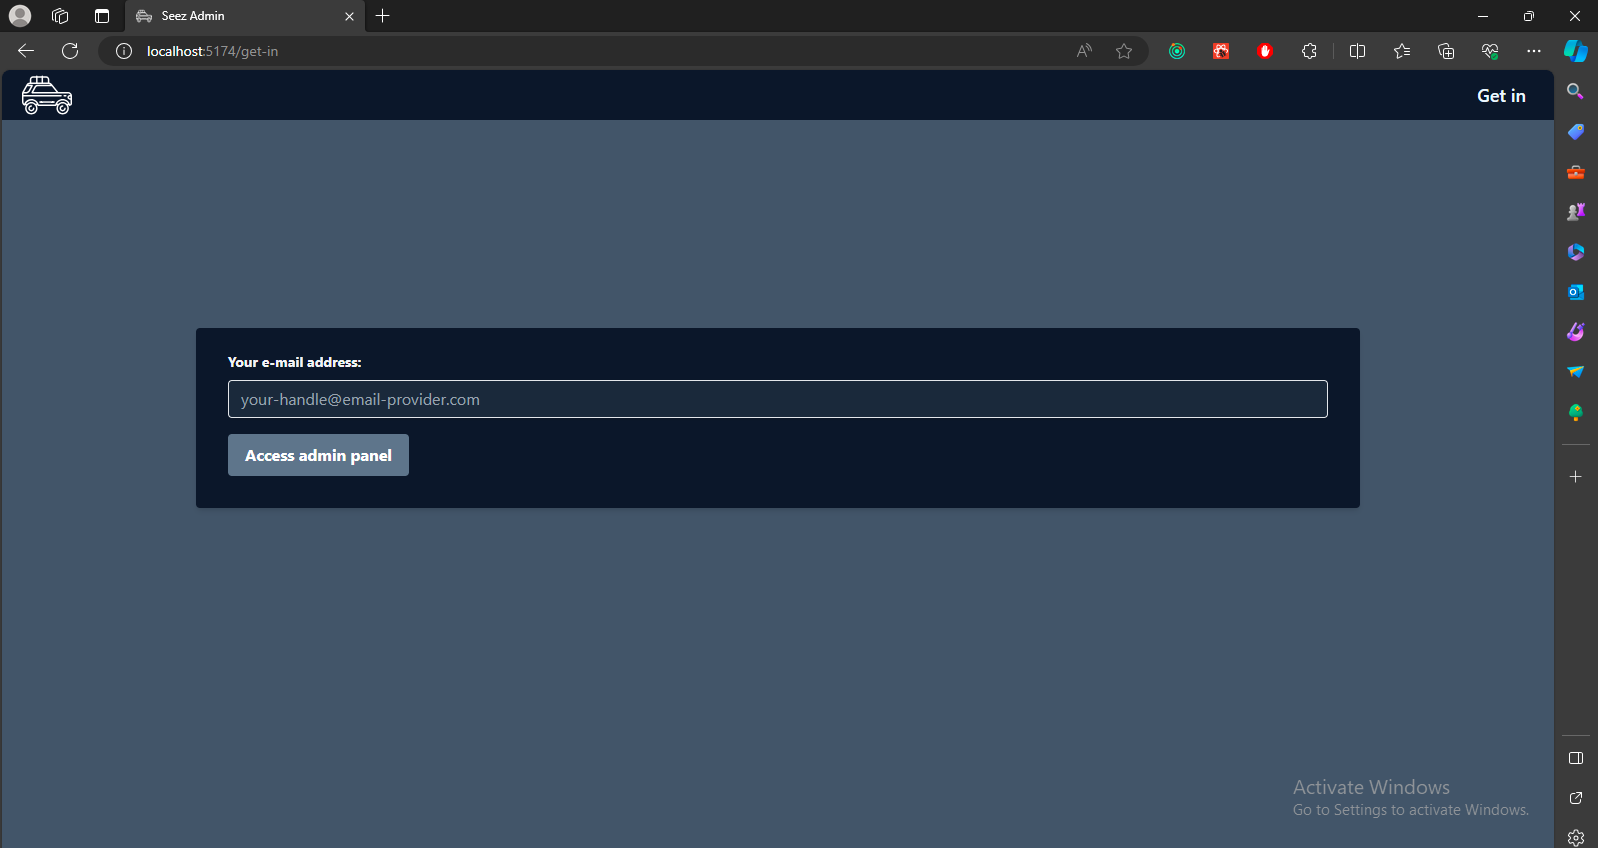 Seez Admin
localhost:5174/get-in
Get in
Your e-mail address:
your-handle@email-provider.com
Access admin panel
Activate Windows
Go to Settings to activate Windows.